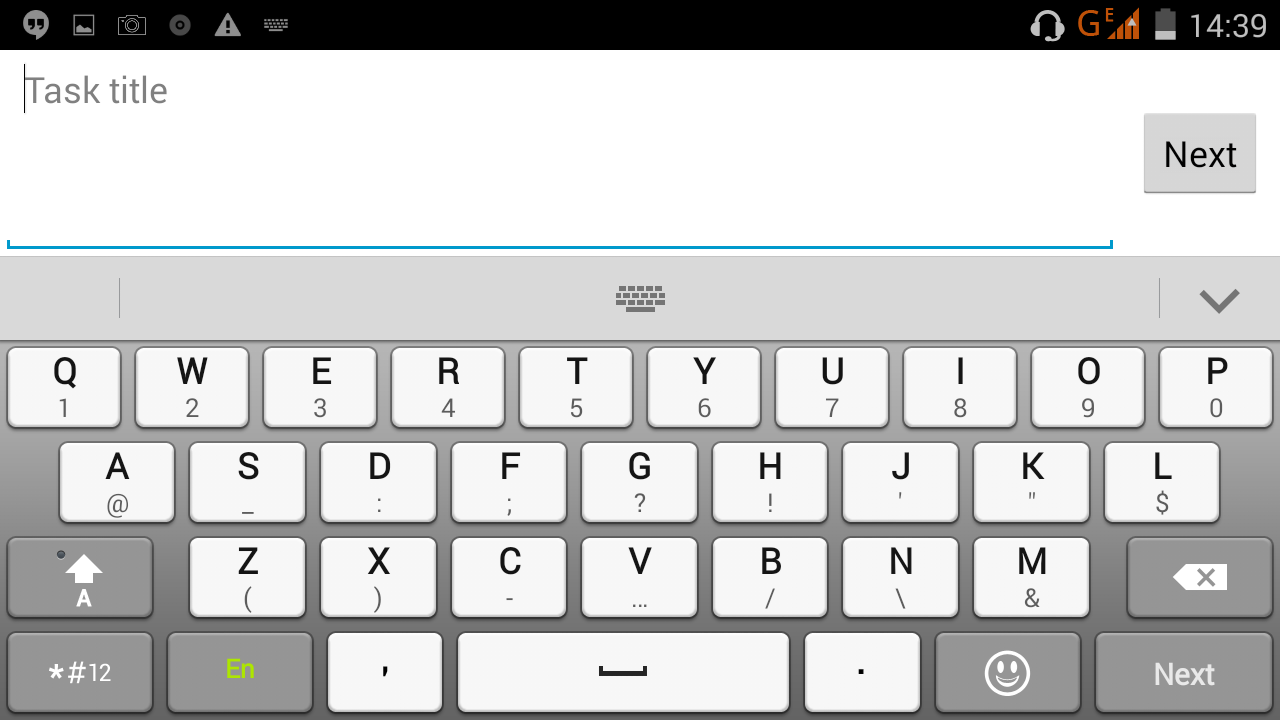 G E 14:39
Task title
Next
Q W E R T Y U I O P
1 2 3 4 5 6 7 8 9 0
A S D F G H J K L
@ _ : ; ? ! ' " $
A Z X C V B N M
( ) - ... / \ &
*#12 En , . Next